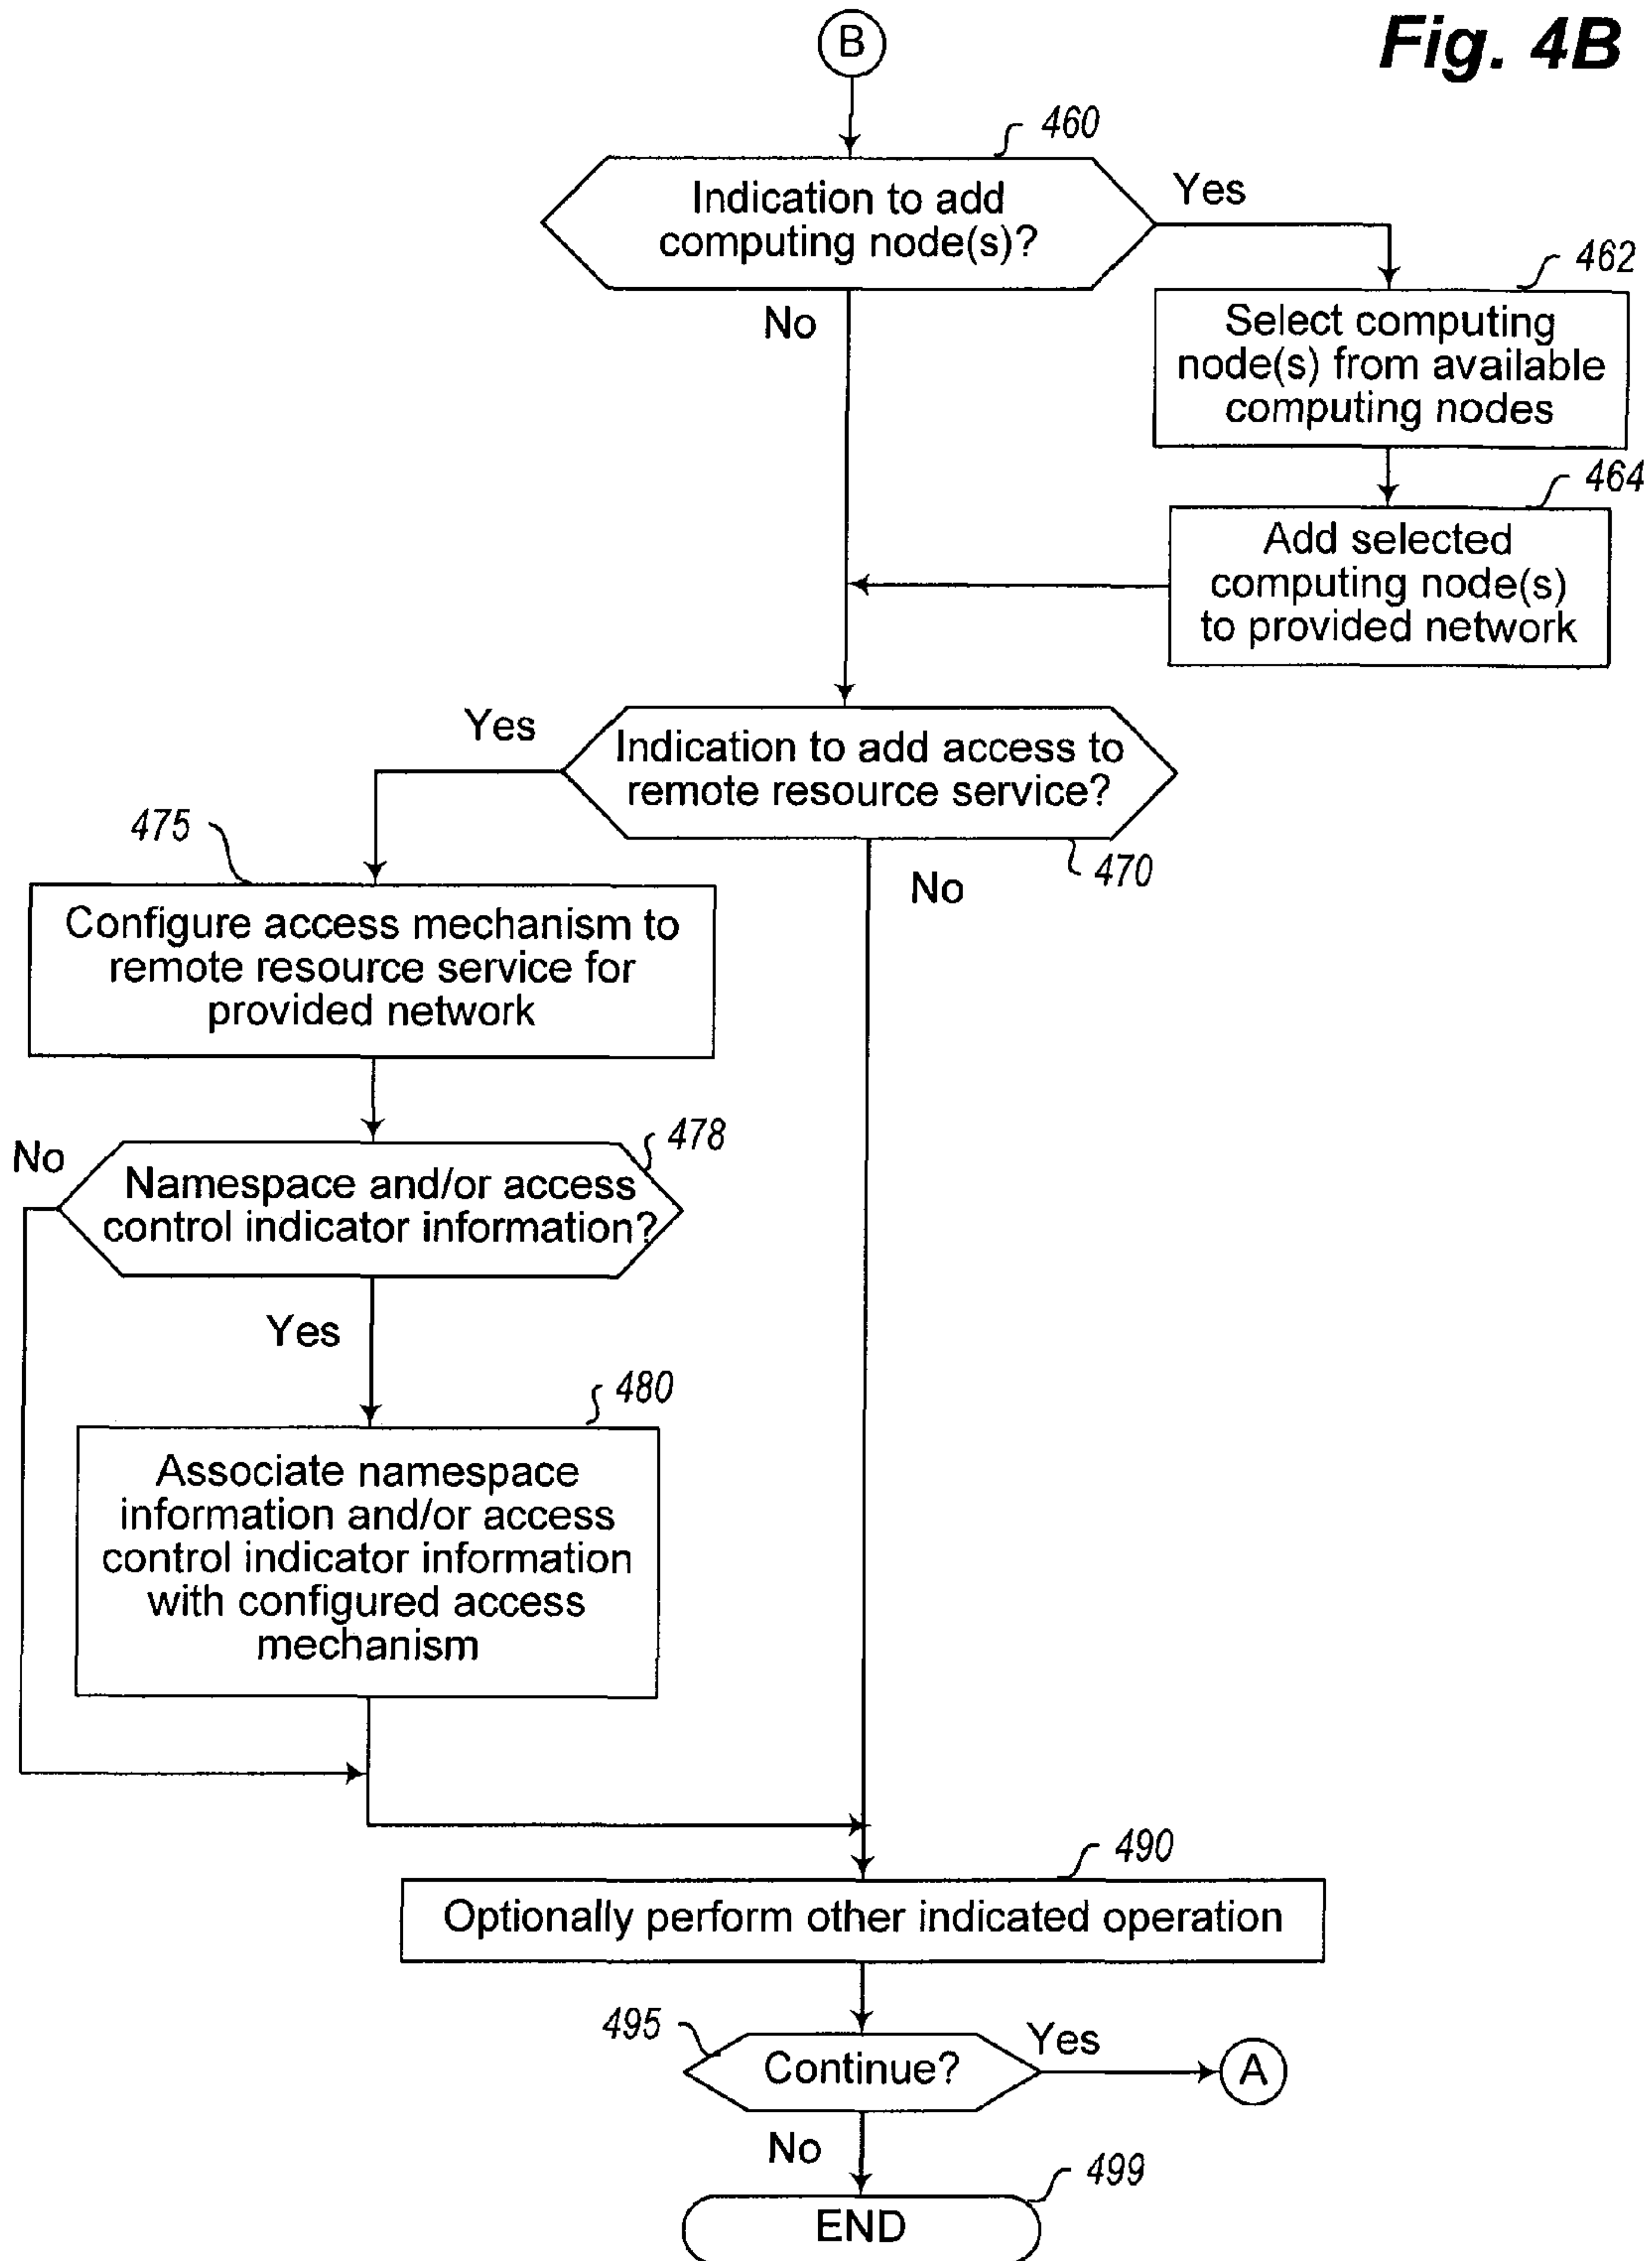 Fig. 4B
B
460
Indication to add
computing node(s)?
Yes
No
462
Select computing
node(s) from available
computing nodes
464
Add selected
computing node(s)
to provided network
Yes
Indication to add access to
remote resource service?
470
No
475
Configure access mechanism to
remote resource service for
provided network
478
No
Namespace and/or access
control indicator information?
Yes
480
Associate namespace
information and/or access
control indicator information
with configured access
mechanism
490
Optionally perform other indicated operation
495
Continue?
Yes
A
No
499
END